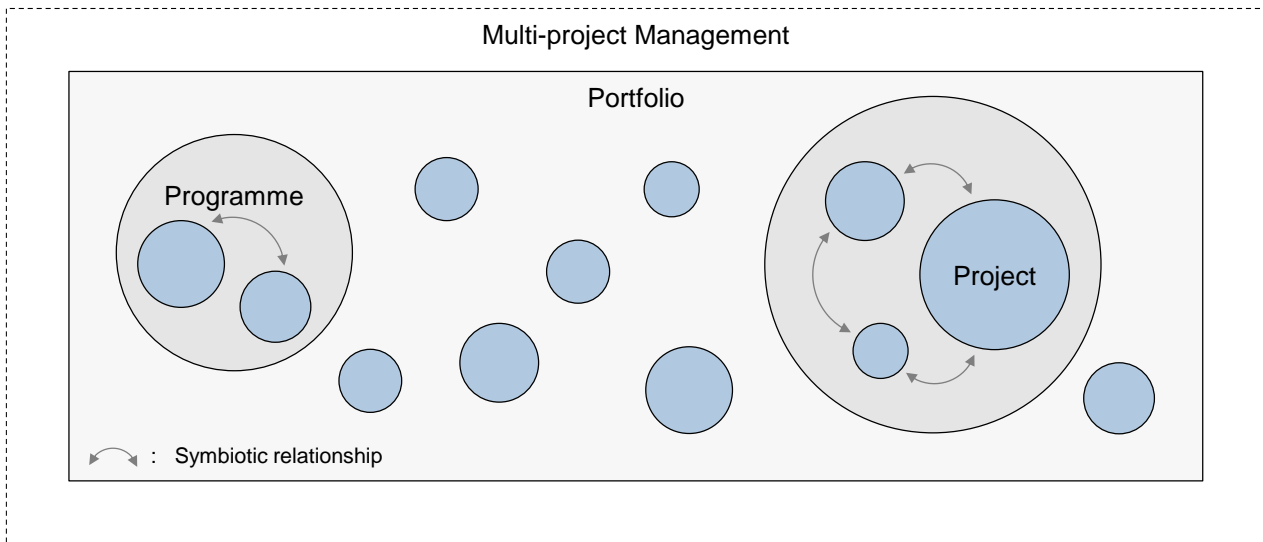 Multi-project Management
Portfolio
Programme
Project
: Symbiotic relationship